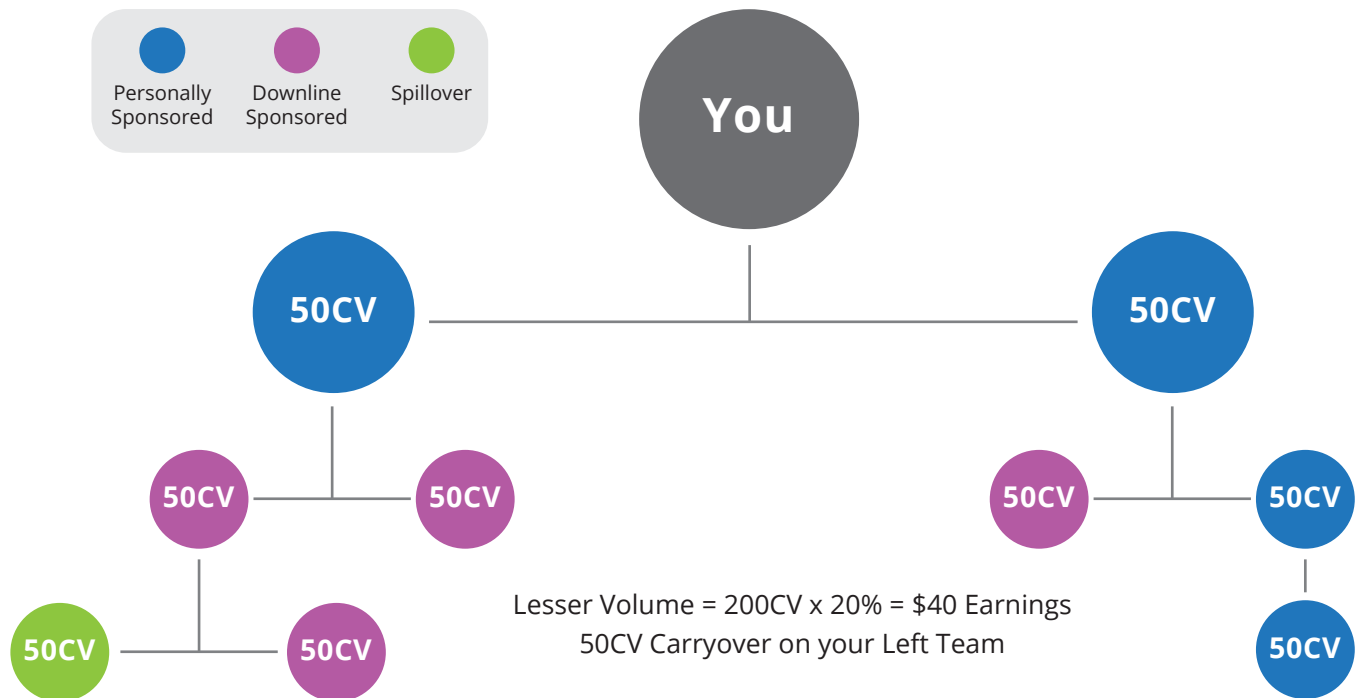 Personally
Sponsored
Downline
Sponsored
Spillover
You
50CV
50CV
50CV
50CV
50CV
50CV
50CV
50CV
50CV
Lesser Volume = 200CV x 20% = $40 Earnings
50CV Carryover on your Left Team